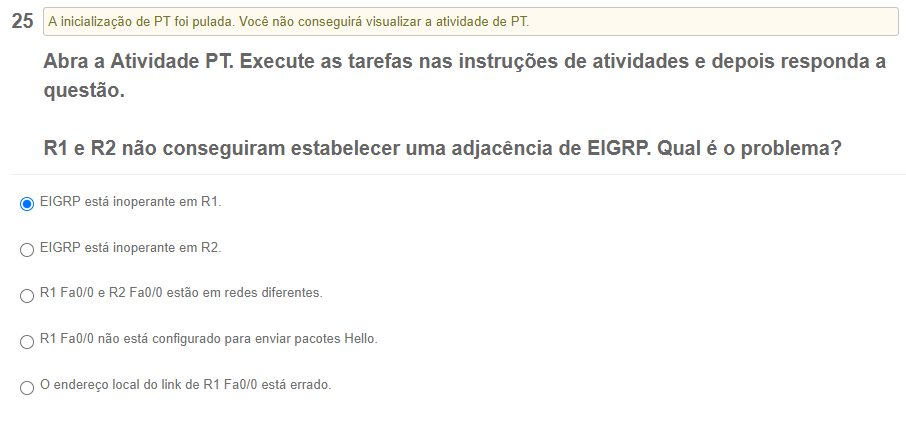 25
A inicialização de PT foi pulada. Você não conseguirá visualizar a atividade de PT.
Abra a Atividade PT. Execute as tarefas nas instruções de atividades e depois responda a
questão.
R1 e R2 não conseguiram estabelecer uma adjacência de EIGRP. Qual é o problema?
EIGRP está inoperante em R1.
EIGRP está inoperante em R2.
R1 Fa0/0 e R2 Fa0/0 estão em redes diferentes.
R1 Fa0/0 não está configurado para enviar pacotes Hello.
O endereço local do link de R1 Fa0/0 está errado.